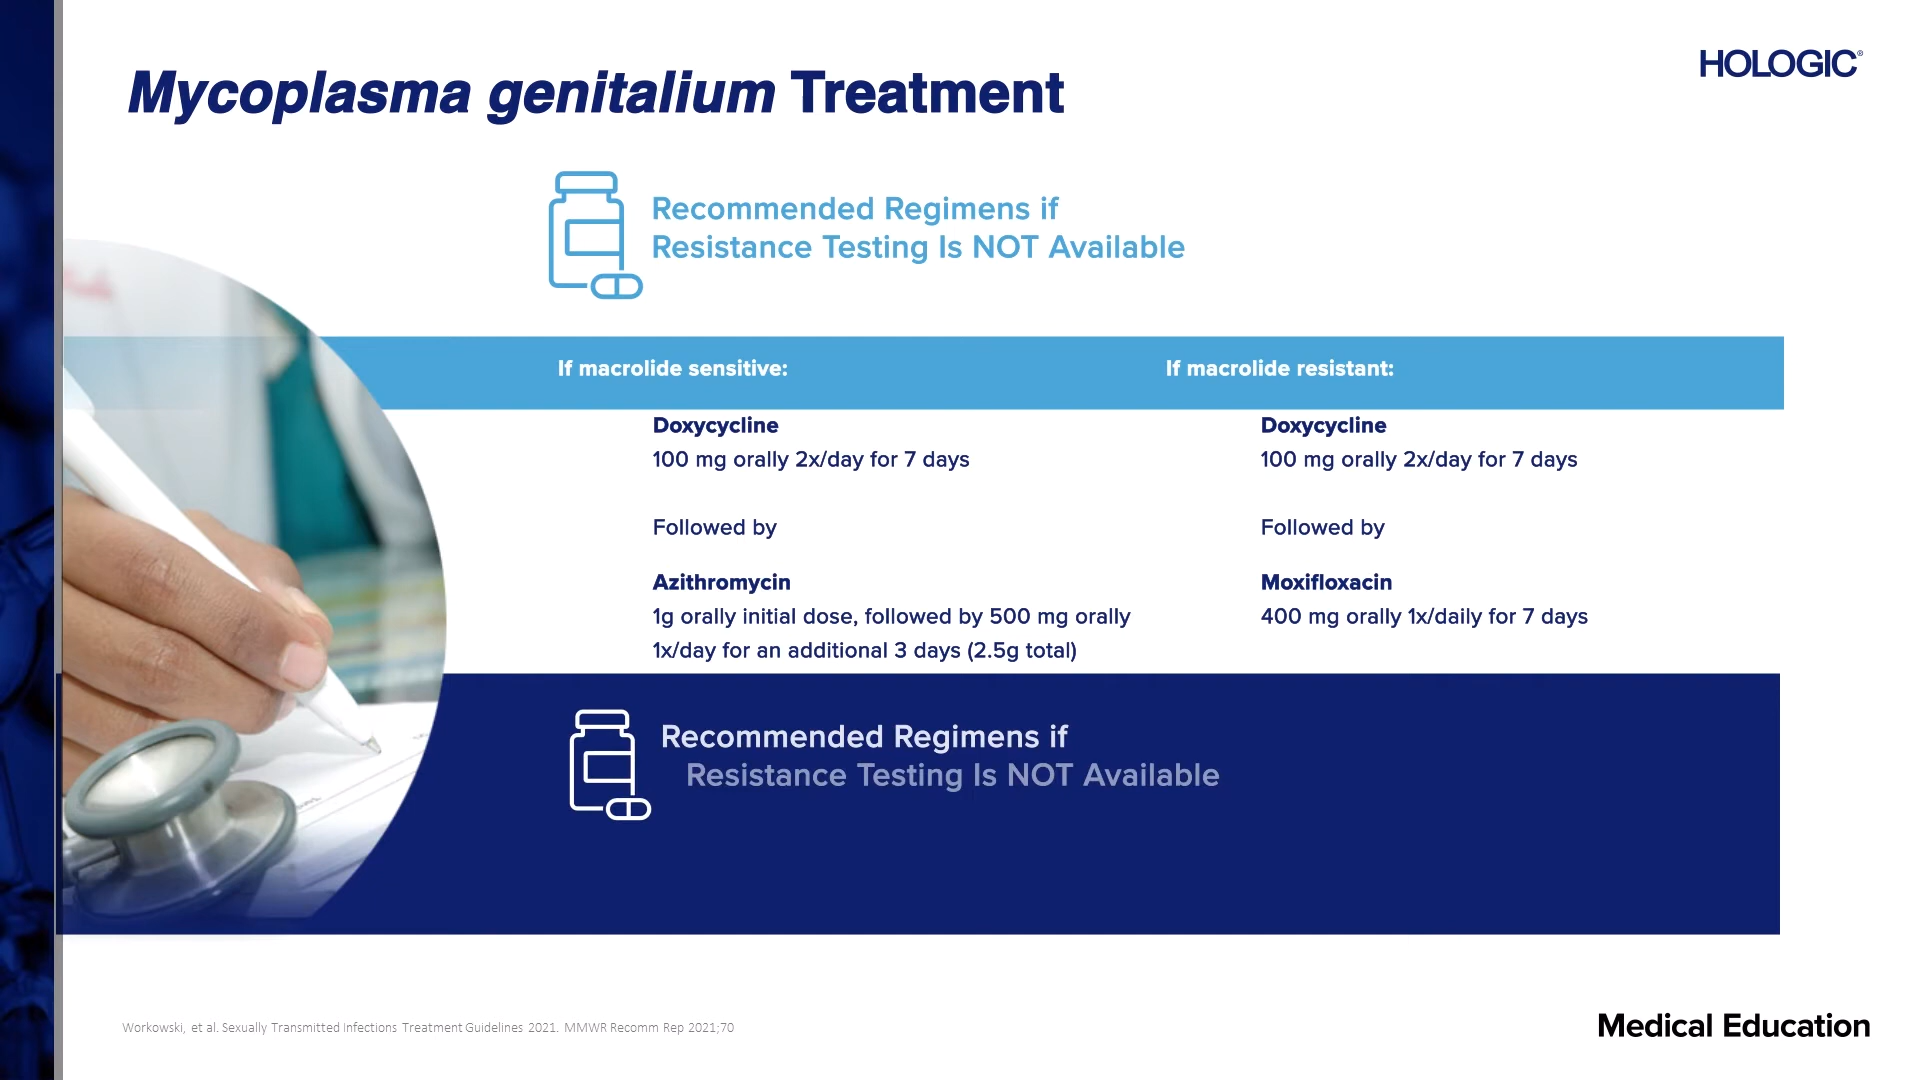 Mycoplasma genitalium Treatment
HOLOGIC®
Recommended Regimens if
Resistance Testing Is NOT Available
If macrolide sensitive:
If macrolide resistant:
Doxycycline
100 mg orally 2x/day for 7 days
Followed by
Azithromycin
1g orally initial dose, followed by 500 mg orally
1x/day for an additional 3 days (2.5g total)
Doxycycline
100 mg orally 2x/day for 7 days
Followed by
Moxifloxacin
400 mg orally 1x/daily for 7 days
Recommended Regimens if
Resistance Testing Is NOT Available
Workowski, et al. Sexually Transmitted Infections Treatment Guidelines 2021. MMWR Recomm Rep 2021;70
Medical Education